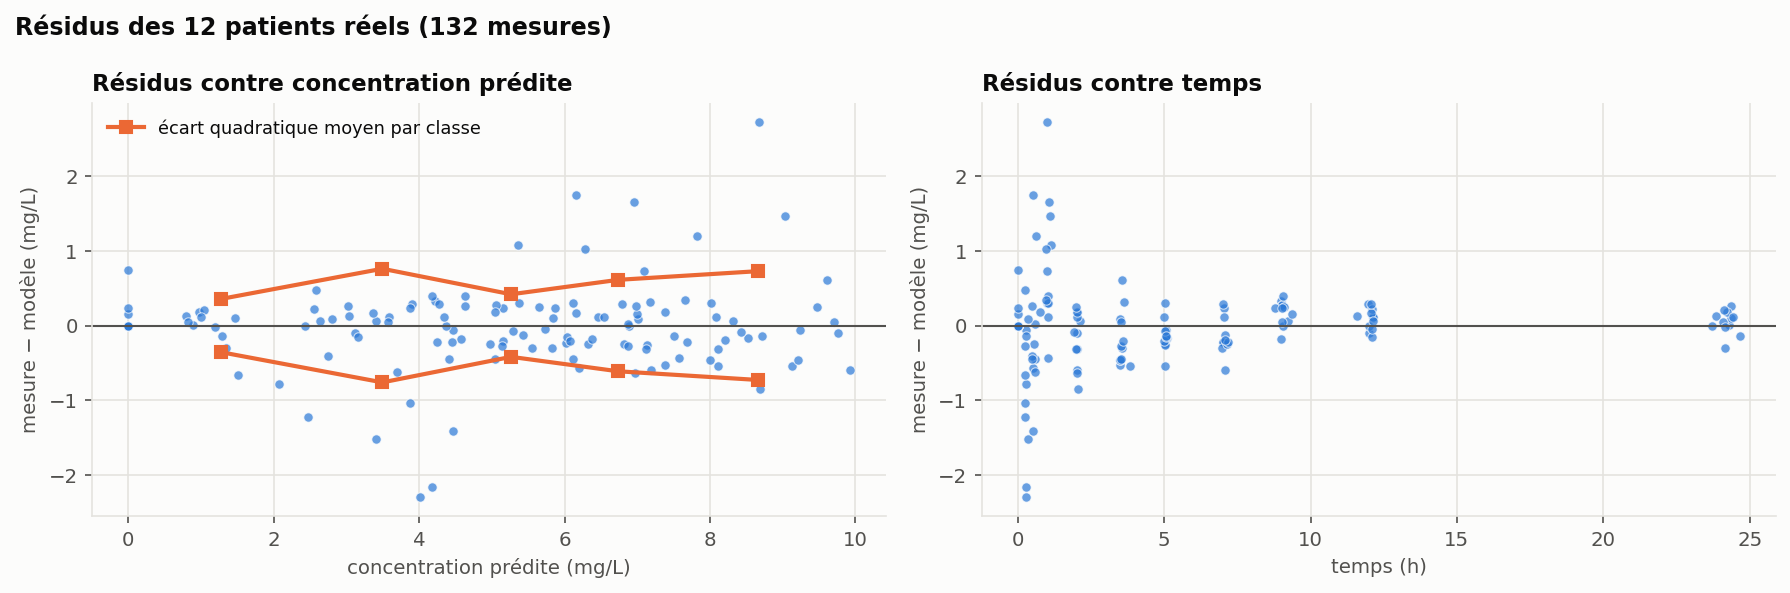 Résidus des 12 patients réels (132 mesures)
Résidus contre concentration prédite
écart quadratique moyen par classe
mesure − modèle (mg/L)
2
1
0
−1
−2
0 2 4 6 8 10
concentration prédite (mg/L)
Résidus contre temps
mesure − modèle (mg/L)
2
1
0
−1
−2
0 5 10 15 20 25
temps (h)